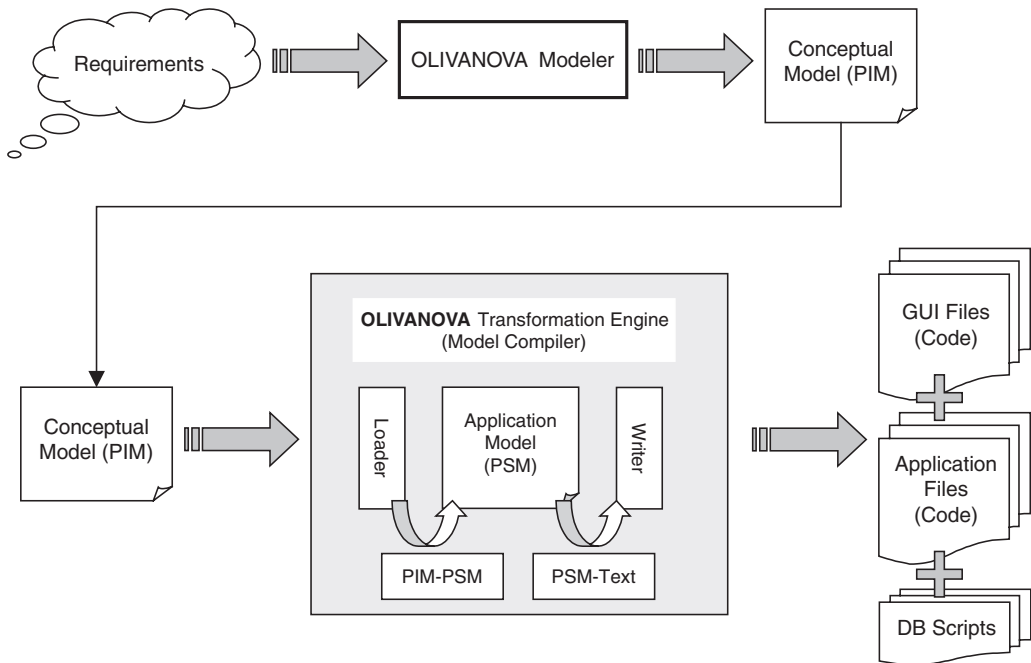 Requirements
OLIVANOVA Modeler
Conceptual
Model (PIM)
OLIVANOVA Transformation Engine
(Model Compiler)
Conceptual
Model (PIM)
Loader
Application
Model
(PSM)
Writer
PIM-PSM
PSM-Text
GUI Files
(Code)
Application
Files
(Code)
DB Scripts